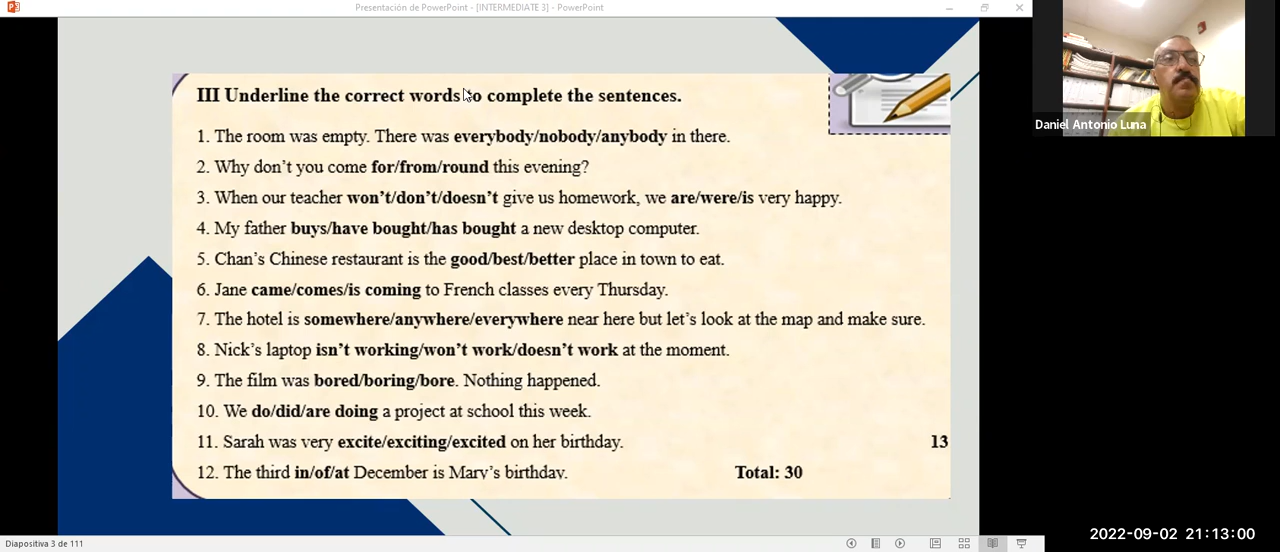 Presentación de PowerPoint - [INTERMEDIATE 3] - PowerPoint
III Underline the correct words to complete the sentences.
1. The room was empty. There was everybody/nobody/anybody in there.
2. Why don't you come for/from/round this evening?
3. When our teacher won't/don't/doesn't give us homework, we are/were/is very happy.
4. My father buys/have bought/has bought a new desktop computer.
5. Chan's Chinese restaurant is the good/best/better place in town to eat.
6. Jane came/comes/is coming to French classes every Thursday.
7. The hotel is somewhere/anywhere/everywhere near here but let's look at the map and make sure.
8. Nick's laptop isn't working/won't work/doesn't work at the moment.
9. The film was bored/boring/bore. Nothing happened.
10. We do/did/are doing a project at school this week.
11. Sarah was very excite/exciting/excited on her birthday. 13
12. The third in/of/at December is Mary's birthday. Total: 30
Daniel Antonio Luna
Diapositiva 3 de 111
2022-09-02 21:13:00